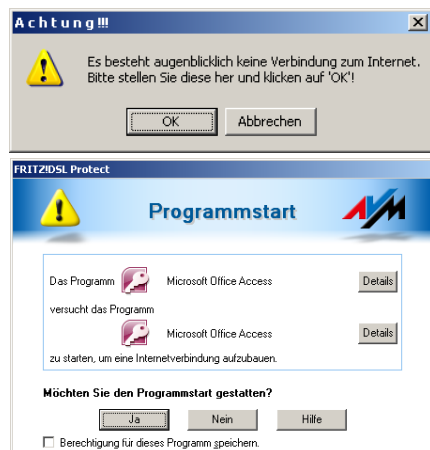 Achtung!!!
Es besteht augenblicklich keine Verbindung zum Internet.
Bitte stellen Sie diese her und klicken auf 'OK'!
OK
Abbrechen
FRITZ!DSL Protect
Programmstart
AVM
Das Programm
Microsoft Office Access
Details
versucht das Programm
Microsoft Office Access
Details
zu starten, um eine Internetverbindung aufzubauen.
Möchten Sie den Programmstart gestatten?
Ja
Nein
Hilfe
Berechtigung für dieses Programm speichern.